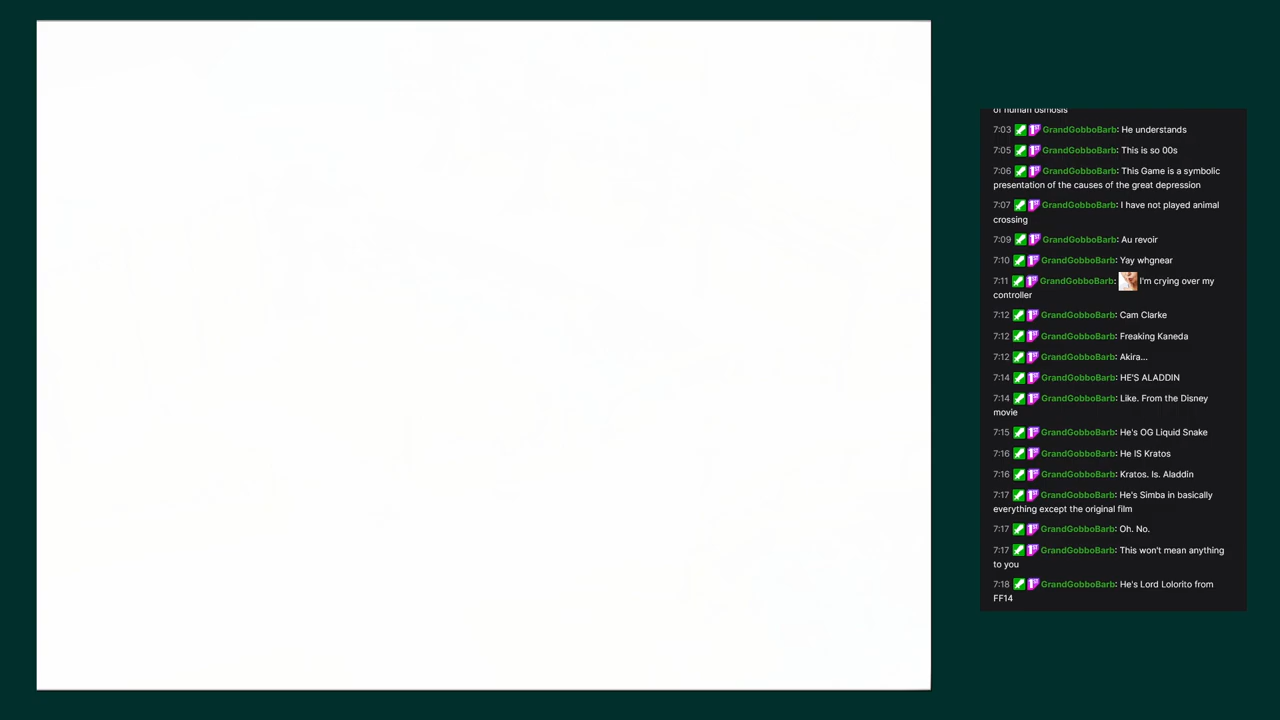 of human osmosis
7:03 GrandGobboBarb: He understands
7:05 GrandGobboBarb: This is so 00s
7:06 GrandGobboBarb: This Game is a symbolic
presentation of the causes of the great depression
7:07 GrandGobboBarb: I have not played animal
crossing
7:09 GrandGobboBarb: Au revoir
7:10 GrandGobboBarb: Yay whgnear
7:11 GrandGobboBarb: I'm crying over my
controller
7:12 GrandGobboBarb: Cam Clarke
7:12 GrandGobboBarb: Freaking Kaneda
7:12 GrandGobboBarb: Akira...
7:14 GrandGobboBarb: HE'S ALADDIN
7:14 GrandGobboBarb: Like. From the Disney
movie
7:15 GrandGobboBarb: He's OG Liquid Snake
7:16 GrandGobboBarb: He IS Kratos
7:16 GrandGobboBarb: Kratos. Is. Aladdin
7:17 GrandGobboBarb: He's Simba in basically
everything except the original film
7:17 GrandGobboBarb: Oh. No.
7:17 GrandGobboBarb: This won't mean anything
to you
7:18 GrandGobboBarb: He's Lord Lolorito from
FF14